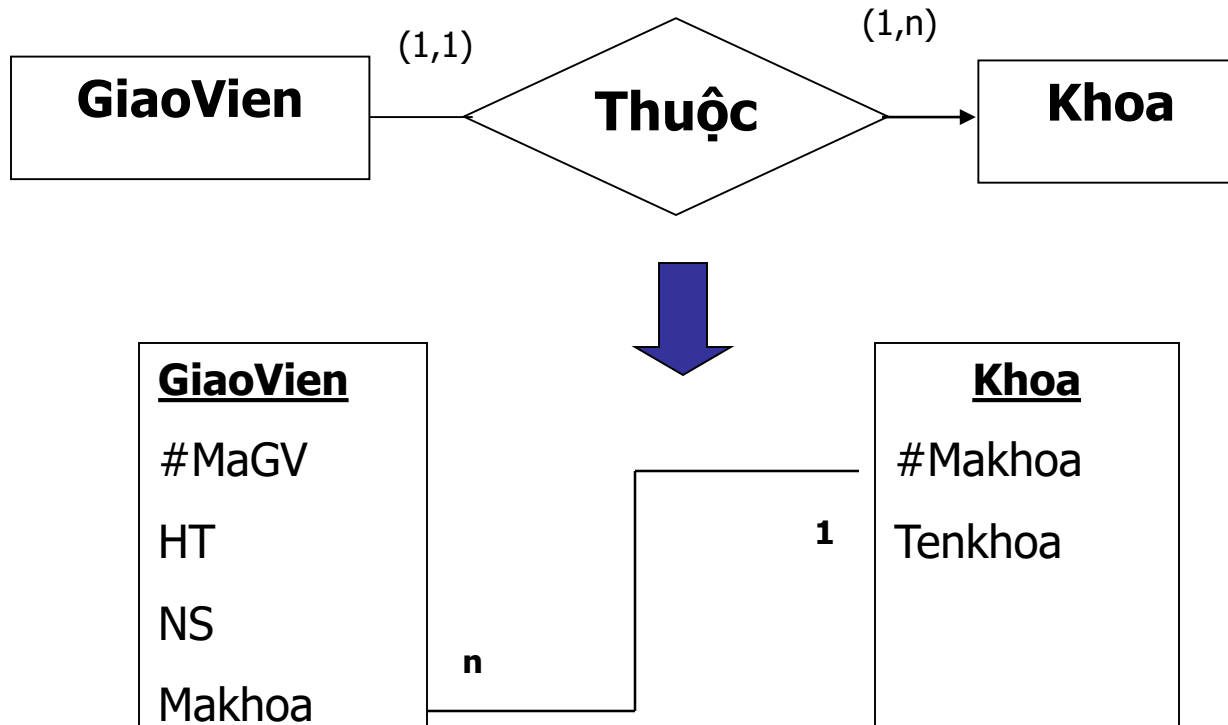 (1,1)
(1,n)
GiaoVien
Thuộc
Khoa
GiaoVien
#MaGV
HT
NS
Makhoa
n
1
Khoa
#Makhoa
Tenkhoa